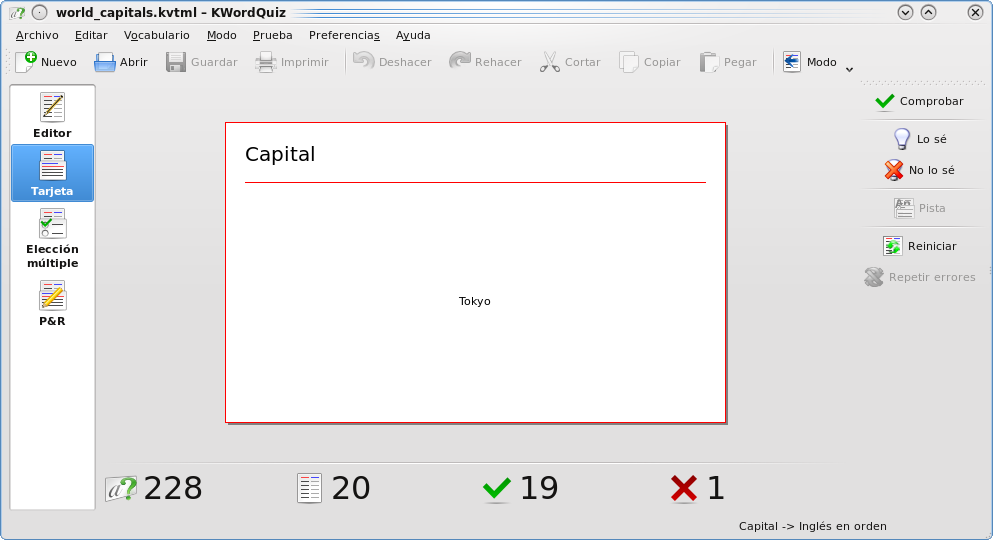 world_capitals.kvtml – KWordQuiz
Archivo Editar Vocabulario Modo Prueba Preferencias Ayuda
Nuevo Abrir Guardar Imprimir Deshacer Rehacer Cortar Copiar Pegar Modo
Editor
Tarjeta
Elección
múltiple
P&R
Capital
Tokyo
Comprobar
Lo sé
No lo sé
Pista
Reiniciar
Repetir errores
228 20 19 1
Capital -> Inglés en orden